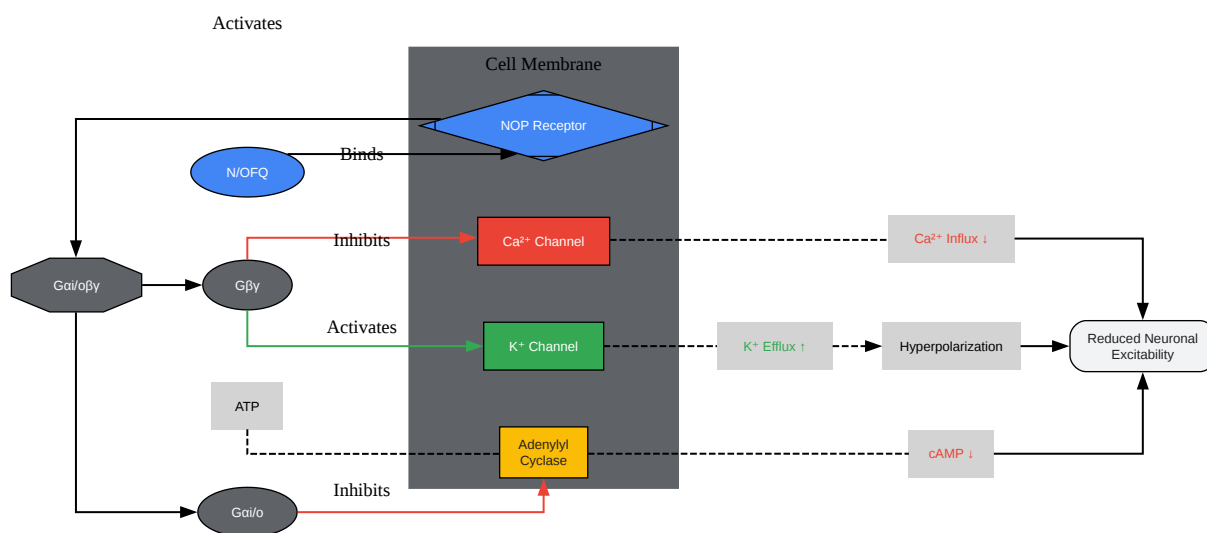 Activates
Cell Membrane
NOP Receptor
Binds
N/OFQ
Inhibits
Ca²⁺ Channel
Ca²⁺ Influx ↓
Gαi/oβγ
Gβγ
Activates
K⁺ Channel
K⁺ Efflux ↑
Hyperpolarization
Reduced Neuronal
Excitability
ATP
Adenylyl
Cyclase
cAMP ↓
Inhibits
Gαi/o